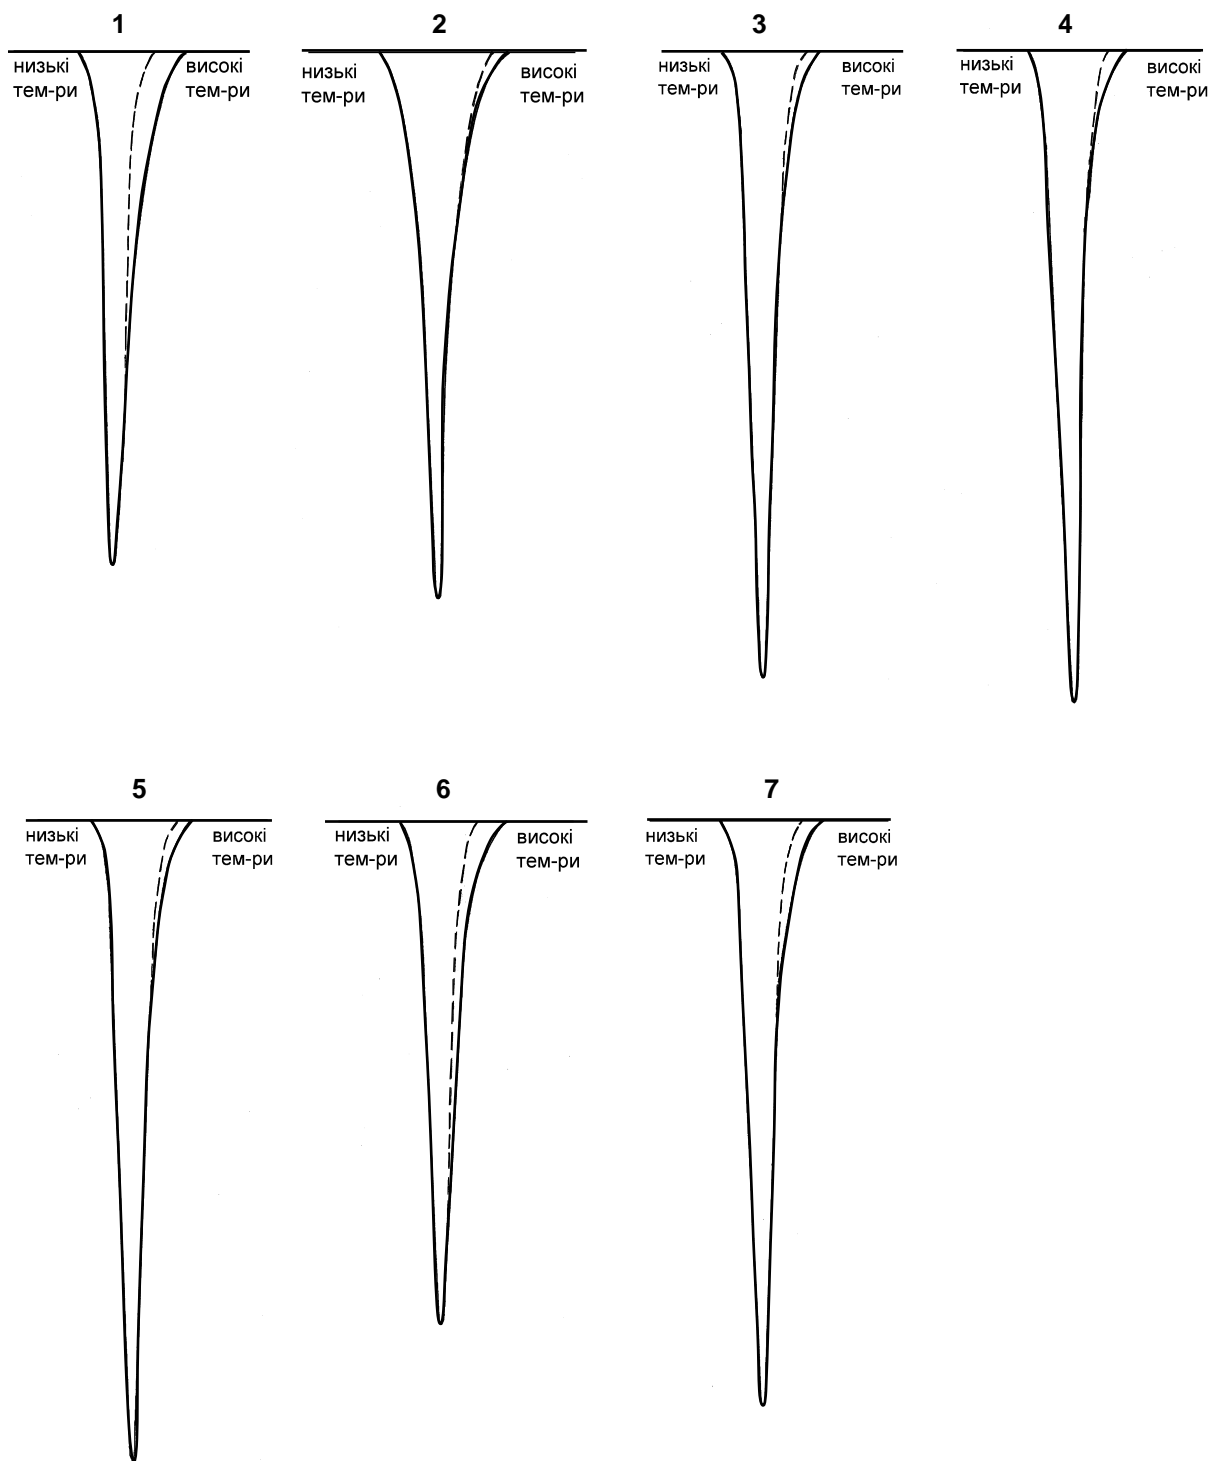 1
низькі
тем-ри
високі
тем-ри
2
низькі
тем-ри
високі
тем-ри
3
низькі
тем-ри
високі
тем-ри
4
низькі
тем-ри
високі
тем-ри
5
низькі
тем-ри
високі
тем-ри
6
низькі
тем-ри
високі
тем-ри
7
низькі
тем-ри
високі
тем-ри